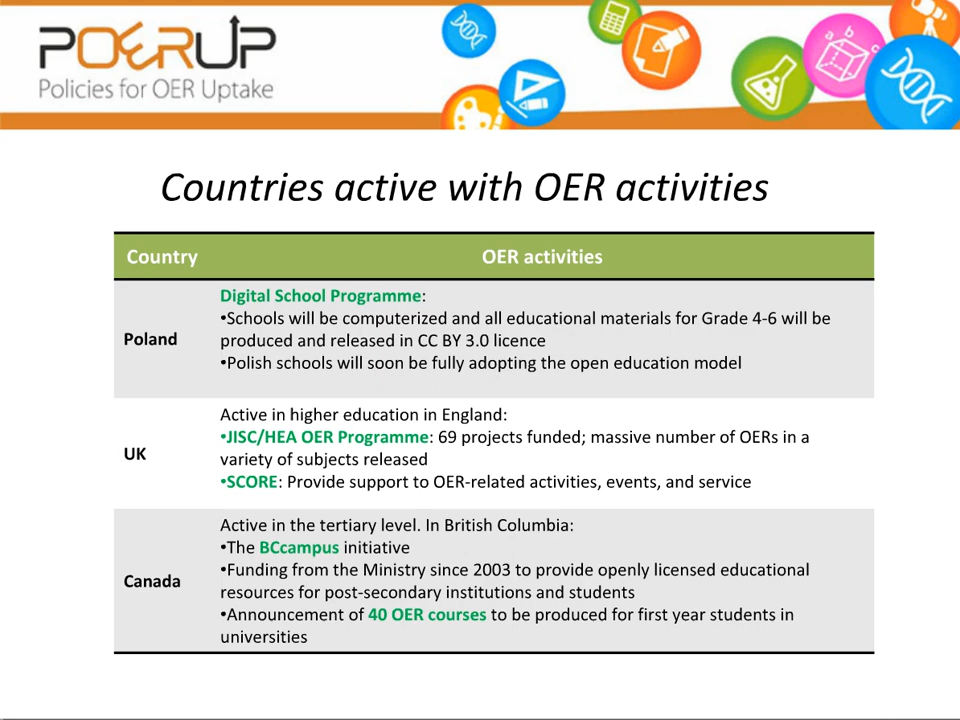 POERUP
Policies for OER Uptake
a
b
c
Countries active with OER activities
Country
OER activities
Poland
Digital School Programme:
•Schools will be computerized and all educational materials for Grade 4-6 will be
produced and released in CC BY 3.0 licence
•Polish schools will soon be fully adopting the open education model
UK
Active in higher education in England:
•JISC/HEA OER Programme: 69 projects funded; massive number of OERs in a
variety of subjects released
•SCORE: Provide support to OER-related activities, events, and service
Canada
Active in the tertiary level. In British Columbia:
•The BCcampus initiative
•Funding from the Ministry since 2003 to provide openly licensed educational
resources for post-secondary institutions and students
•Announcement of 40 OER courses to be produced for first year students in
universities